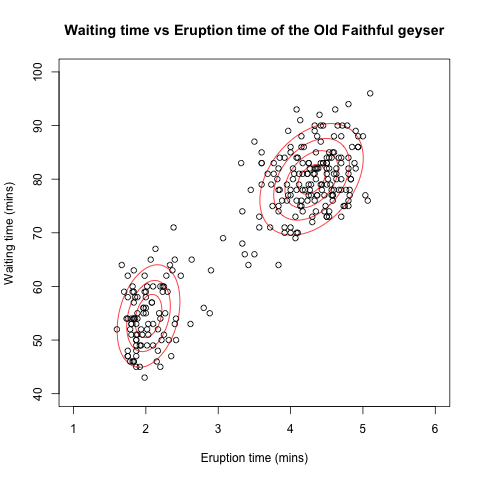 Waiting time vs Eruption time of the Old Faithful geyser
100
90
80
70
60
50
40
Waiting time (mins)
1 2 3 4 5 6
Eruption time (mins)